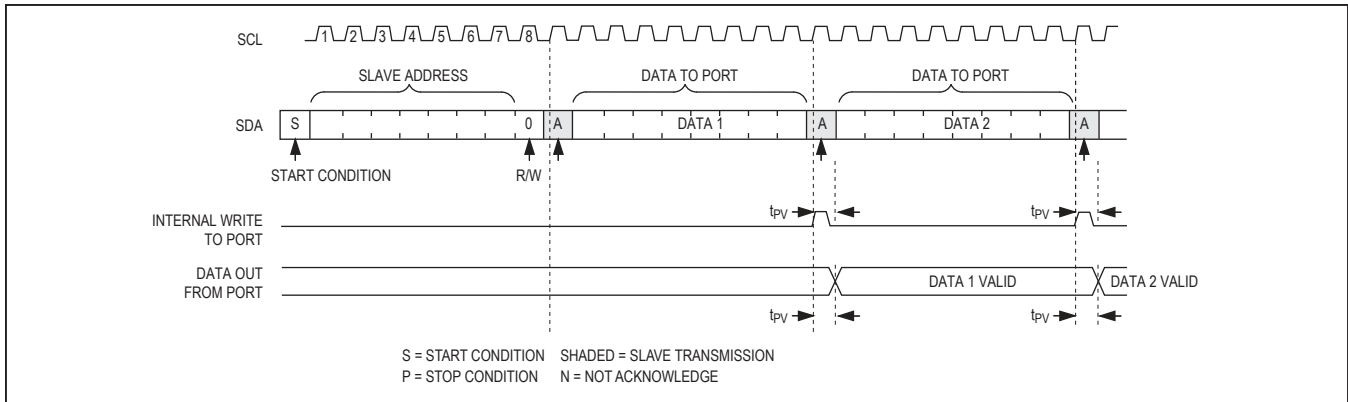 SCL 1 2 3 4 5 6 7 8
SLAVE ADDRESS DATA TO PORT DATA TO PORT
SDA S 0 A DATA 1 A DATA 2 A
START CONDITION R/W
INTERNAL WRITE
TO PORT
tPV tPV
DATA OUT
FROM PORT
DATA 1 VALID DATA 2 VALID
tPV tPV
S = START CONDITION SHADED = SLAVE TRANSMISSION
P = STOP CONDITION N = NOT ACKNOWLEDGE